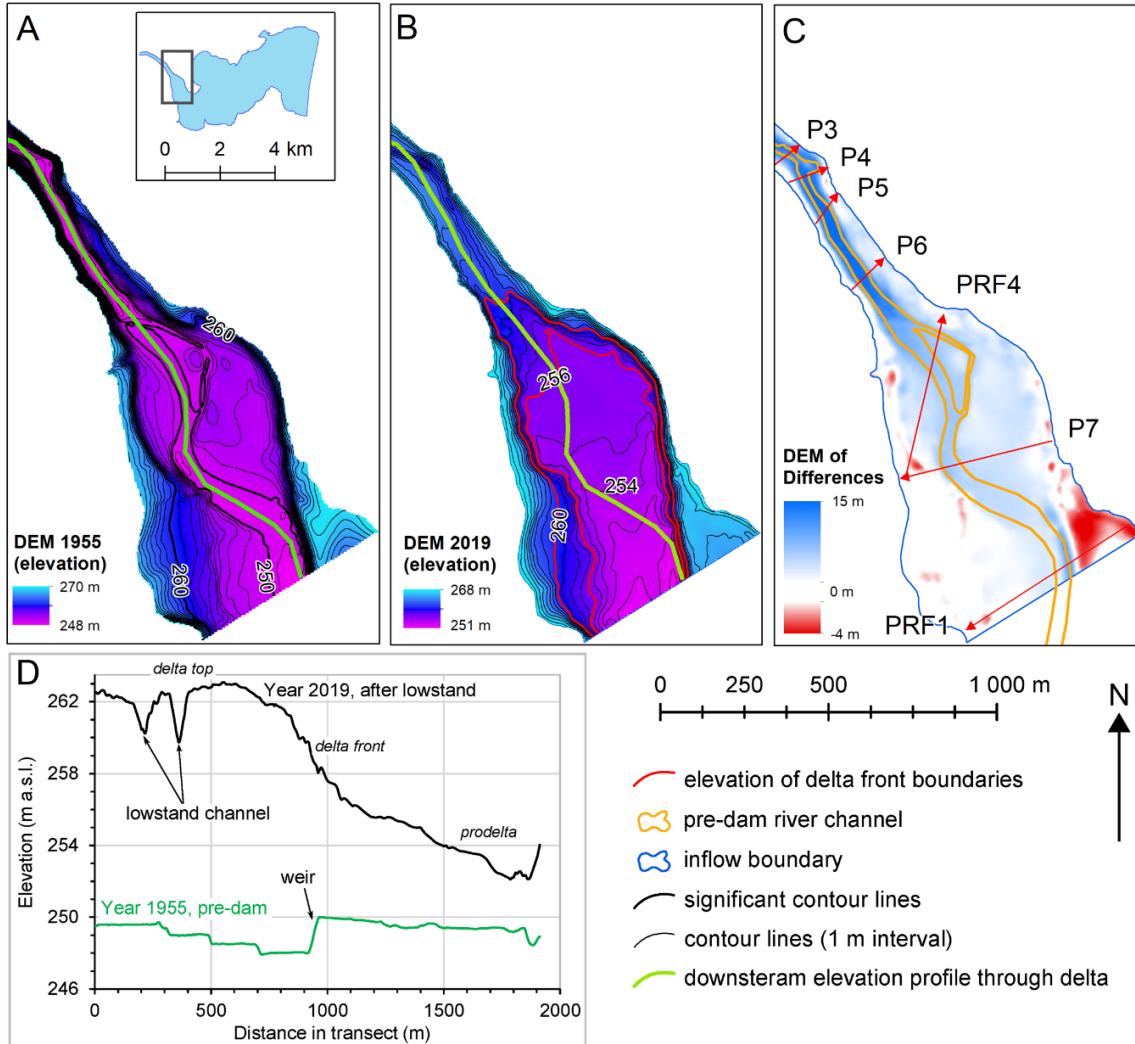 A
0 2 4 km
260
260
250
DEM 1955
(elevation)
270 m
248 m
B
256
254
260
DEM 2019
(elevation)
268 m
251 m
C
P3
P4
P5
P6
PRF4
P7
DEM of
Differences
15 m
0 m
-4 m
PRF1
D
delta top
Year 2019, after lowstand
delta front
lowstand channel
prodelta
weir
Year 1955, pre-dam
Elevation (m a.s.l.)
262
258
254
250
246
0 500 1000 1500 2000
Distance in transect (m)
0 250 500 1 000 m
N
elevation of delta front boundaries
pre-dam river channel
inflow boundary
significant contour lines
contour lines (1 m interval)
downsteram elevation profile through delta